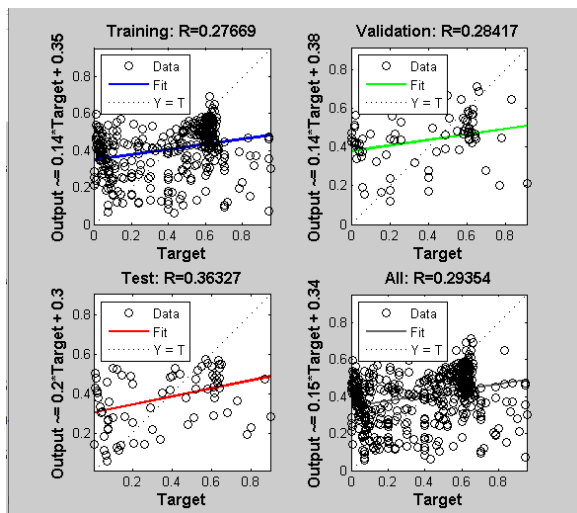 Training: R=0.27669
Output ~= 0.14*Target + 0.35
Data
Fit
Y = T
0.8
0.6
0.4
0.2
0
0 0.2 0.4 0.6 0.8
Target
Validation: R=0.28417
Output ~= 0.14*Target + 0.38
Data
Fit
Y = T
0.8
0.6
0.4
0.2
0
0 0.2 0.4 0.6 0.8
Target
Test: R=0.36327
Output ~= 0.2*Target + 0.3
Data
Fit
Y = T
0.8
0.6
0.4
0.2
0.2 0.4 0.6 0.8
Target
All: R=0.29354
Output ~= 0.15*Target + 0.34
Data
Fit
Y = T
0.8
0.6
0.4
0.2
0
0 0.2 0.4 0.6 0.8
Target